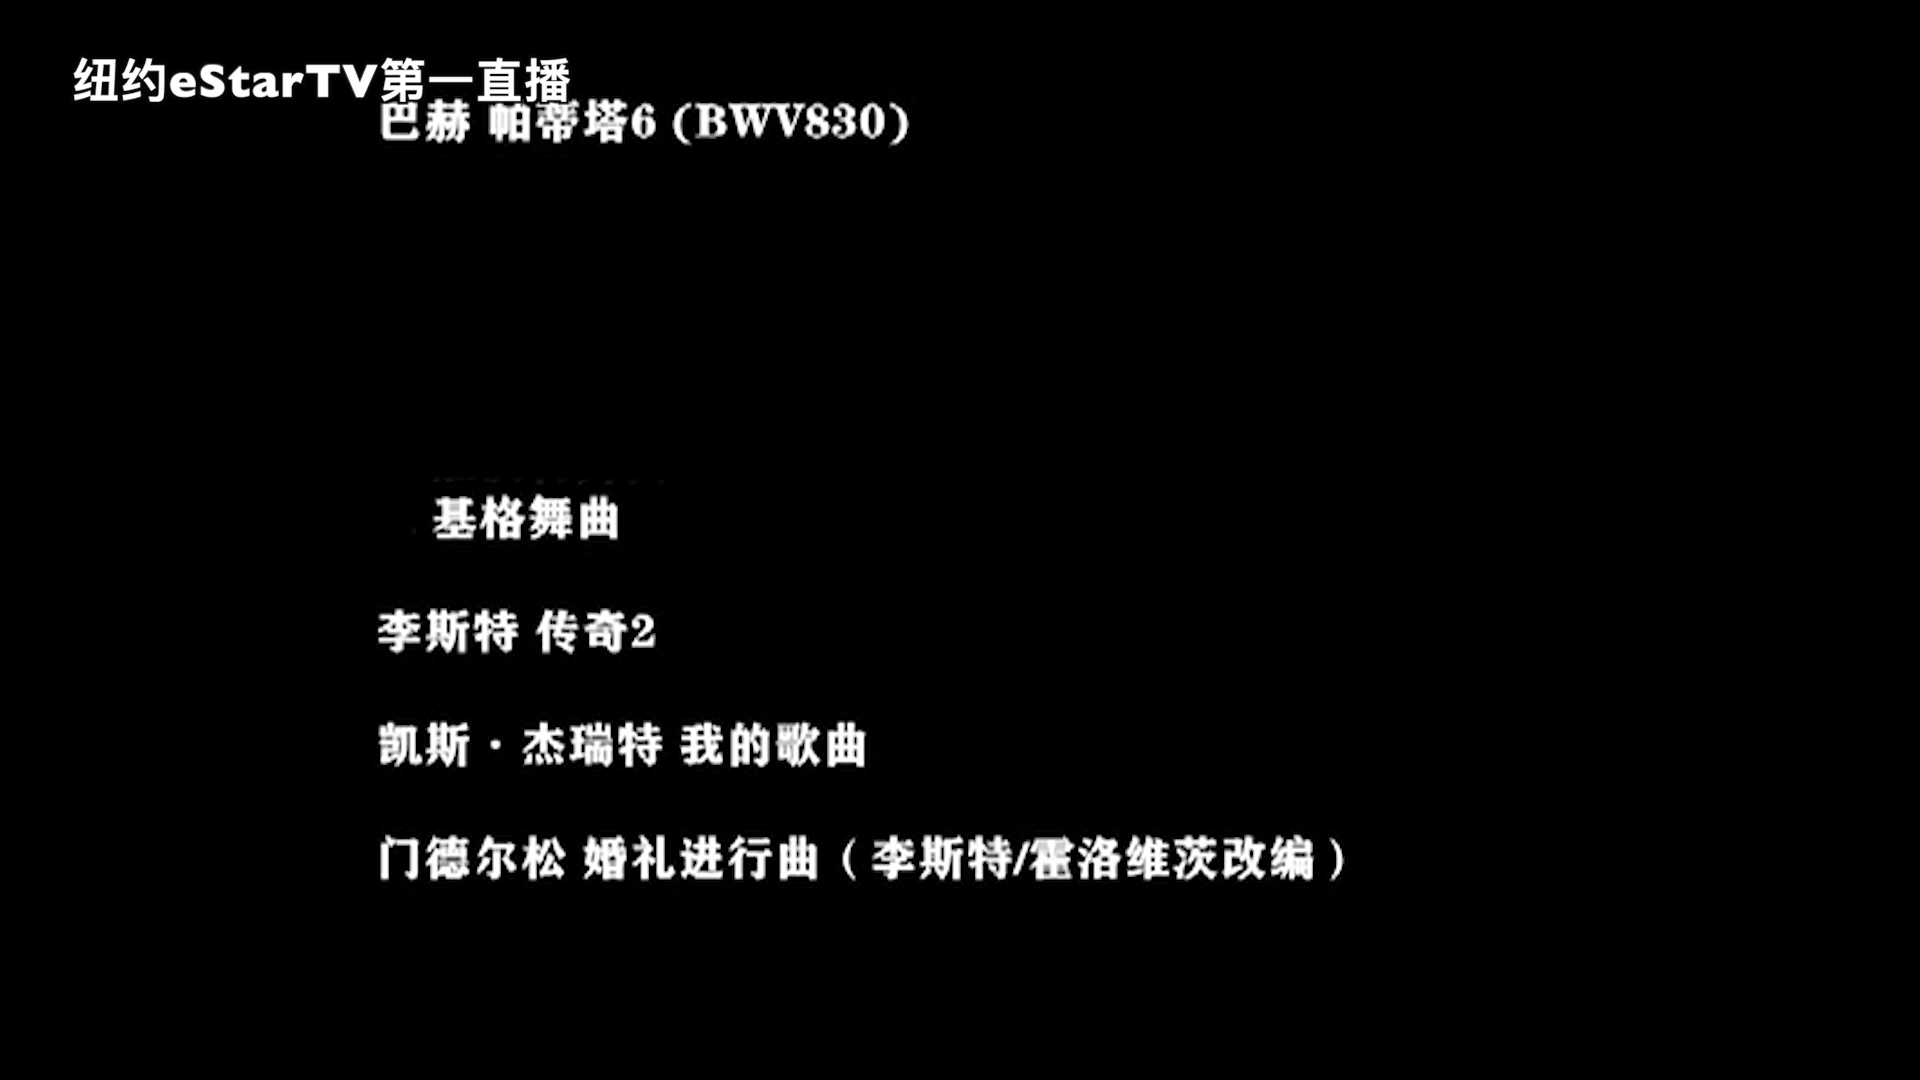 纽约eStarTV第一直播
巴赫 帕蒂塔6 (BWV830)
基格舞曲
李斯特 传奇2
凯斯·杰瑞特 我的歌曲
门德尔松 婚礼进行曲（李斯特/霍洛维茨改编）